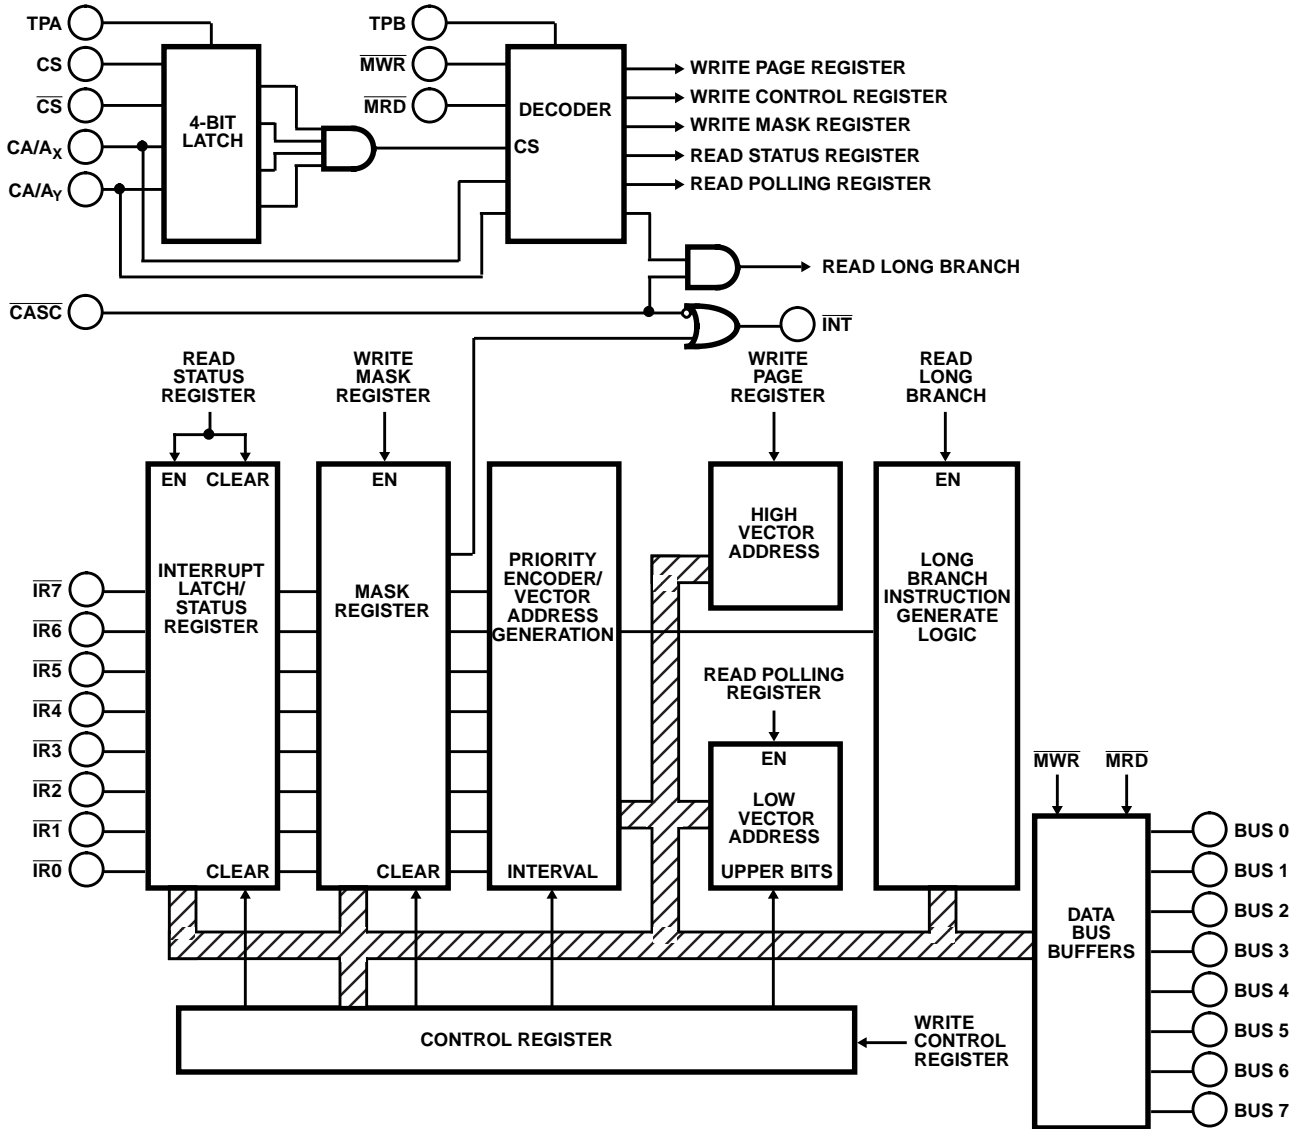 TPA
CS
CS
CA/AX
CA/AY
4-BIT
LATCH
TPB
MWR
MRD
DECODER
CS
WRITE PAGE REGISTER
WRITE CONTROL REGISTER
WRITE MASK REGISTER
READ STATUS REGISTER
READ POLLING REGISTER
READ LONG BRANCH
CASC
INT
READ
STATUS
REGISTER
WRITE
MASK
REGISTER
WRITE
PAGE
REGISTER
READ
LONG
BRANCH
EN CLEAR
INTERRUPT
LATCH/
STATUS
REGISTER
CLEAR
EN
MASK
REGISTER
CLEAR
PRIORITY
ENCODER/
VECTOR
ADDRESS
GENERATION
INTERVAL
HIGH
VECTOR
ADDRESS
READ POLLING
REGISTER
EN
LOW
VECTOR
ADDRESS
UPPER BITS
EN
LONG
BRANCH
INSTRUCTION
GENERATE
LOGIC
IR7
IR6
IR5
IR4
IR3
IR2
IR1
IR0
MWR
MRD
DATA
BUS
BUFFERS
BUS 0
BUS 1
BUS 2
BUS 3
BUS 4
BUS 5
BUS 6
BUS 7
CONTROL REGISTER
WRITE
CONTROL
REGISTER